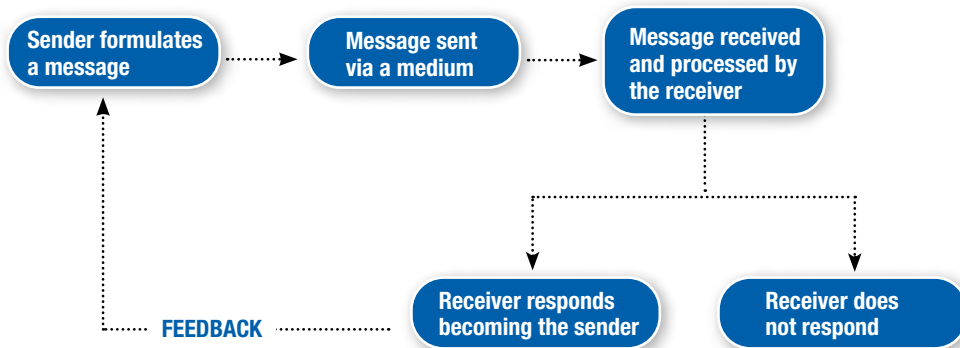 Sender formulates
a message
Message sent
via a medium
Message received
and processed by
the receiver
Receiver responds
becoming the sender
Receiver does
not respond
FEEDBACK